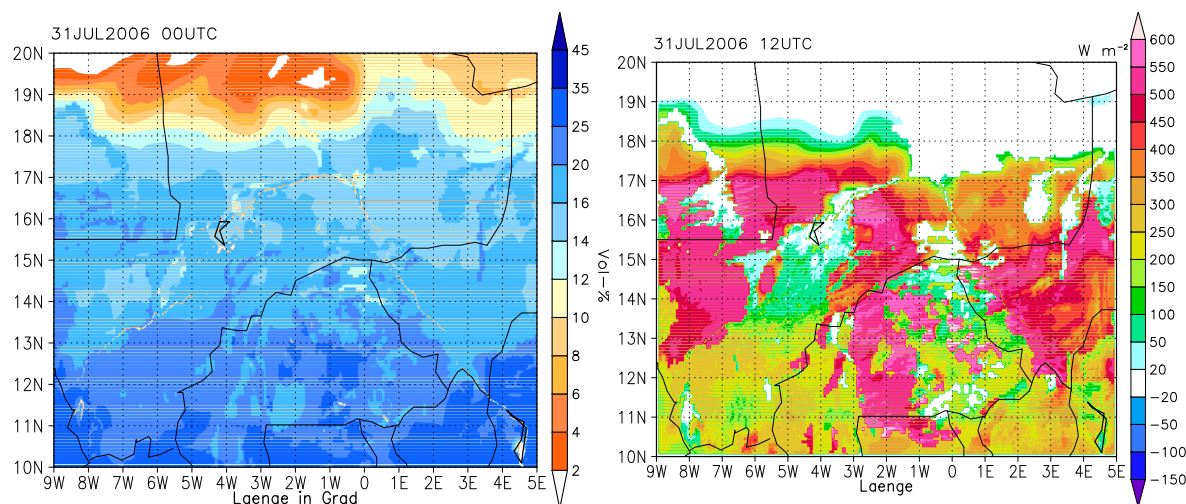 31JUL2006 00UTC
20N
19N
18N
17N
16N
15N
14N
13N
12N
11N
10N
9W 8W 7W 6W 5W 4W 3W 2W 1W 0 1E 2E 3E 4E 5E
Laenge in Grad
45
35
25
20
16
14
12
10
8
6
4
2
Vol-%
31JUL2006 12UTC
W m-2
20N
19N
18N
17N
16N
15N
14N
13N
12N
11N
10N
9W 8W 7W 6W 5W 4W 3W 2W 1W 0 1E 2E 3E 4E 5E
Laenge
600
550
500
450
400
350
300
250
200
150
100
50
20
-20
-50
-100
-150